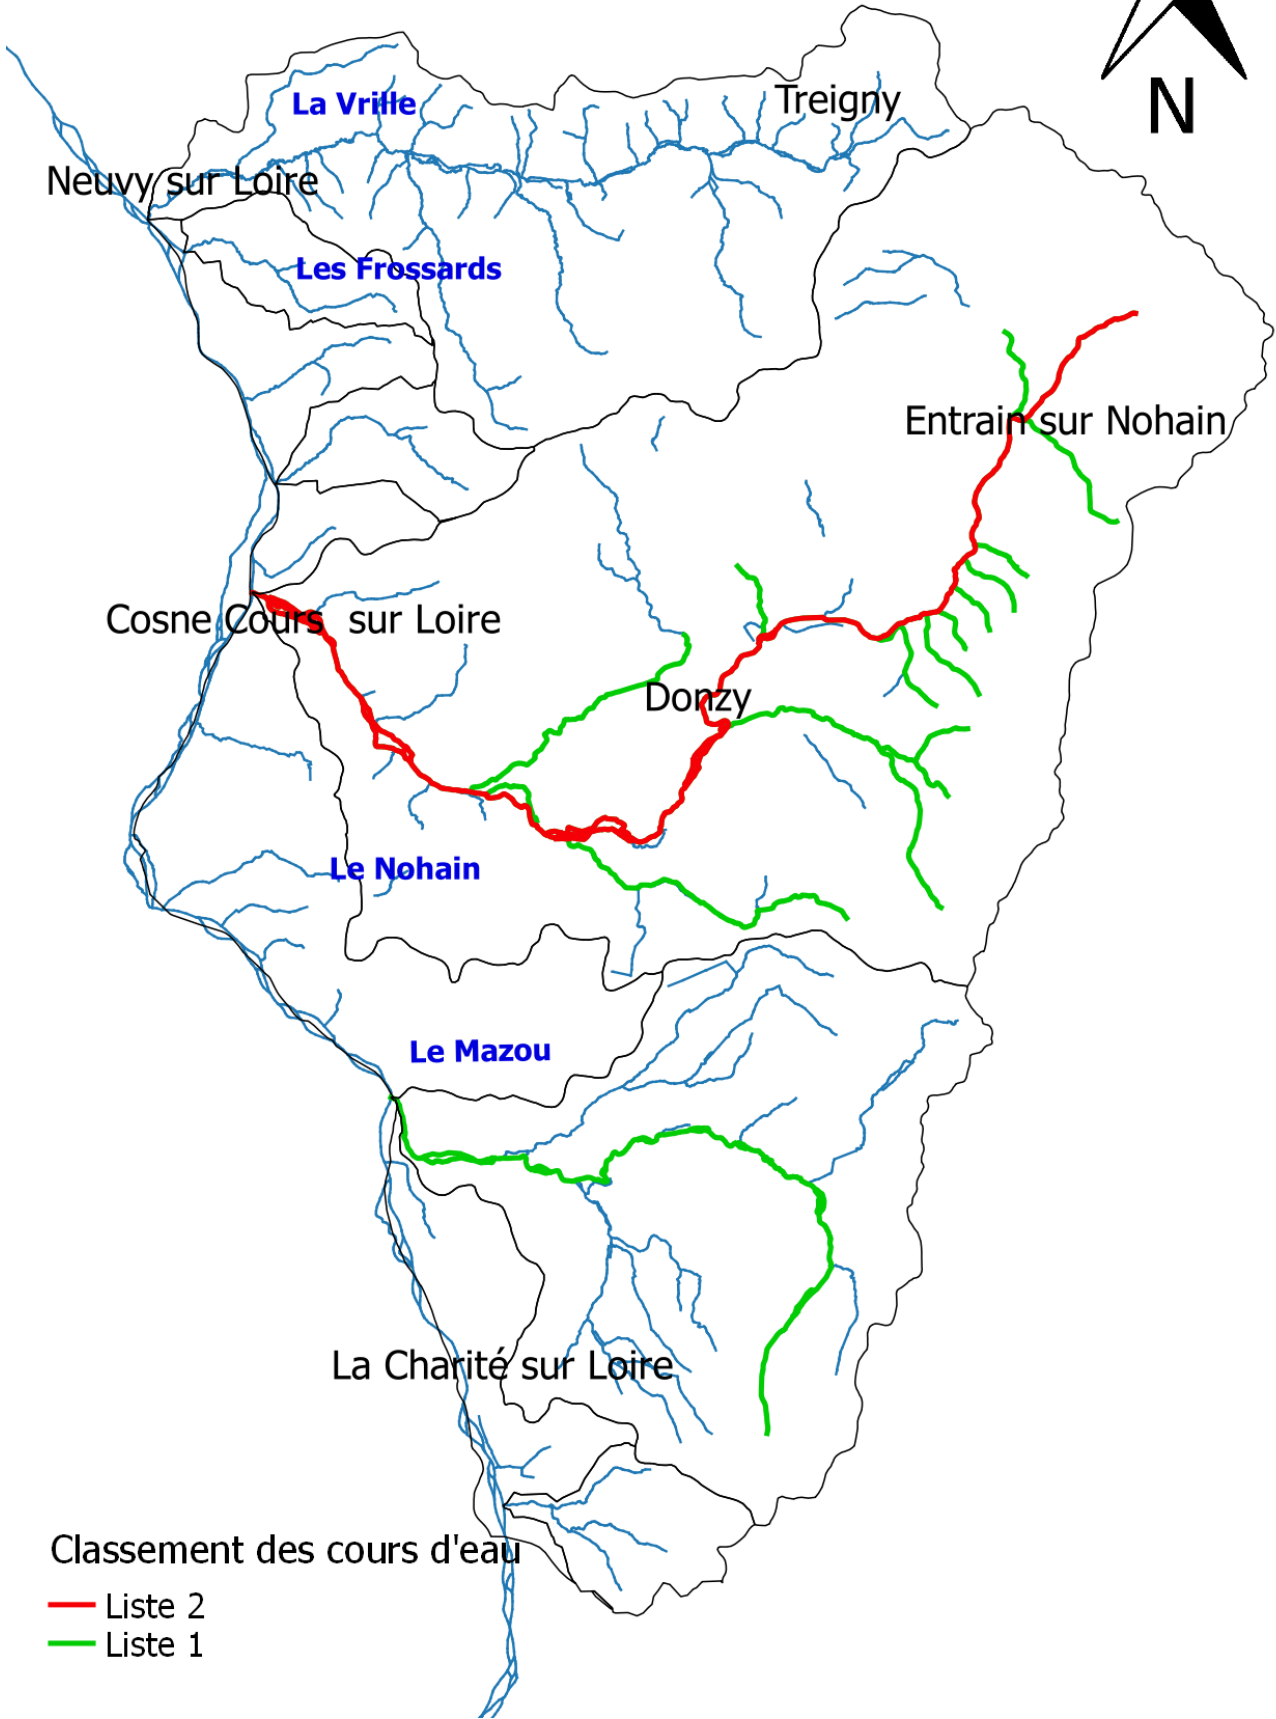 Treigny
La Vrille
N
Neuvy sur Loire
Les Frossards
Entrain sur Nohain
Cosne Cours sur Loire
Donzy
Le Nohain
Le Mazou
La Charité sur Loire
Classement des cours d'eau
Liste 2
Liste 1